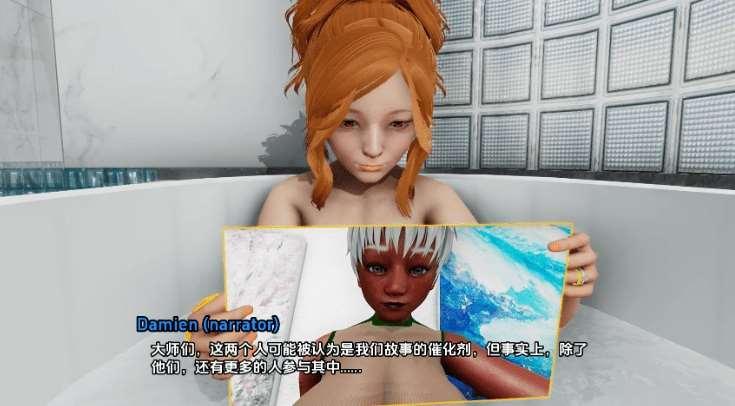 Damien (narrator)
大师们，这两个人可能被认为是我们故事的催化剂，但事实上，除了
他们，还有更多的人参与其中......